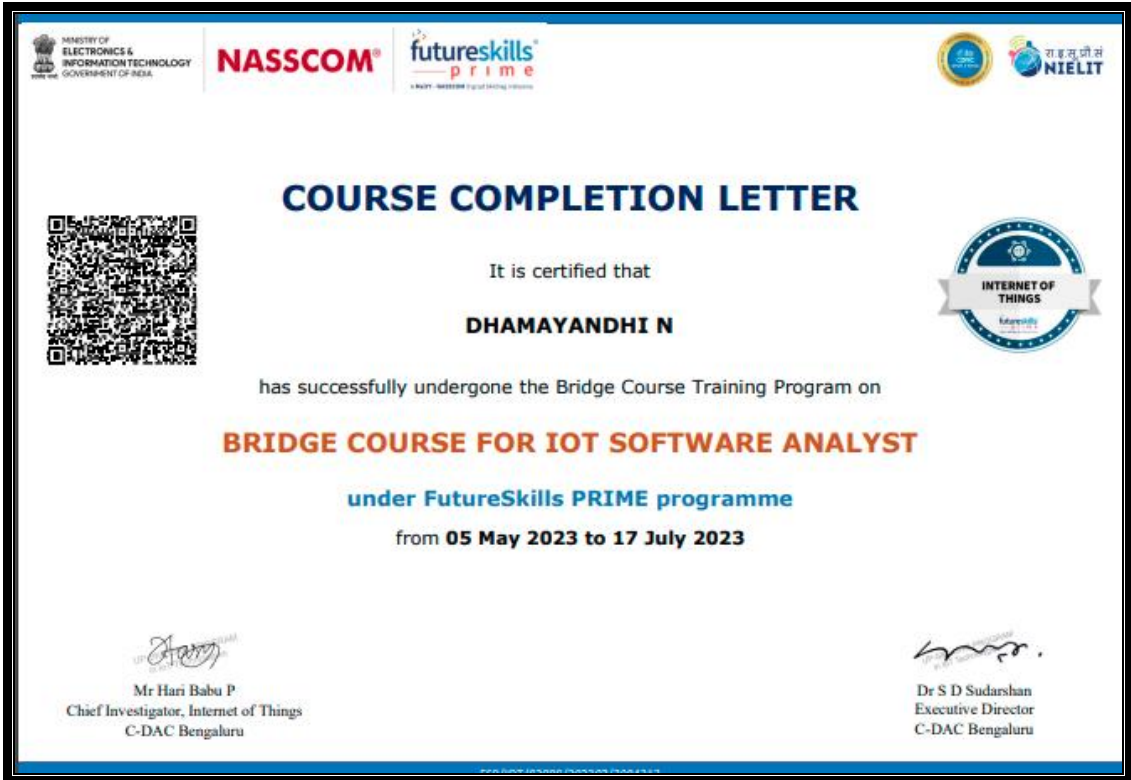 MINISTRY OF
ELECTRONICS &
INFORMATION TECHNOLOGY
GOVERNMENT OF INDIA
NASSCOM®
futureskills
prime
रा.इ.सू.प्रौ.सं
NIELIT
COURSE COMPLETION LETTER
It is certified that
INTERNET OF
THINGS
futureskills
DHAMAYANDHI N
has successfully undergone the Bridge Course Training Program on
BRIDGE COURSE FOR IOT SOFTWARE ANALYST
under FutureSkills PRIME programme
from 05 May 2023 to 17 July 2023
Mr Hari Babu P
Chief Investigator, Internet of Things
C-DAC Bengaluru
Dr S D Sudarshan
Executive Director
C-DAC Bengaluru